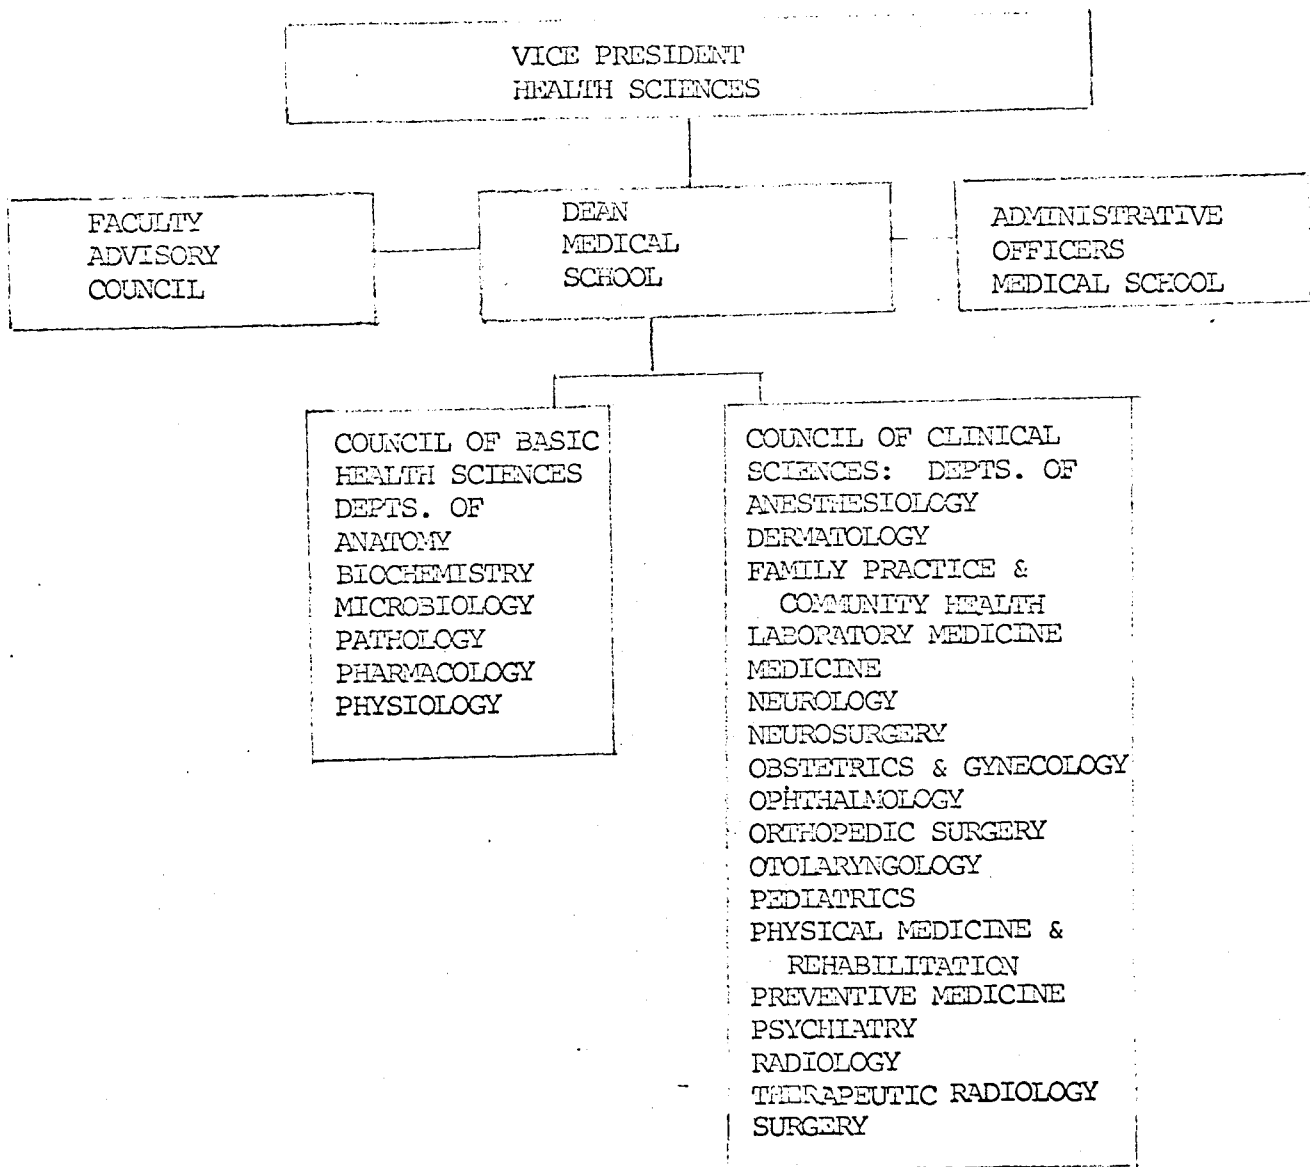 VICE PRESIDENT
HEALTH SCIENCES
FACULTY
ADVISORY
COUNCIL
DEAN
MEDICAL
SCHOOL
ADMINISTRATIVE
OFFICERS
MEDICAL SCHOOL
COUNCIL OF BASIC
HEALTH SCIENCES
DEPTS. OF
ANATOMY
BIOCHEMISTRY
MICROBIOLOGY
PATHOLOGY
PHARMACOLOGY
PHYSIOLOGY
COUNCIL OF CLINICAL
SCIENCES: DEPTS. OF
ANESTHESIOLOGY
DERMATOLOGY
FAMILY PRACTICE &
COMMUNITY HEALTH
LABORATORY MEDICINE
MEDICINE
NEUROLOGY
NEUROSURGERY
OBSTETRICS & GYNECOLOGY
OPHTHALMOLOGY
ORTHOPEDIC SURGERY
OTOLARYNGOLOGY
PEDIATRICS
PHYSICAL MEDICINE &
REHABILITATION
PREVENTIVE MEDICINE
PSYCHIATRY
RADIOLOGY
THERAPEUTIC RADIOLOGY
SURGERY